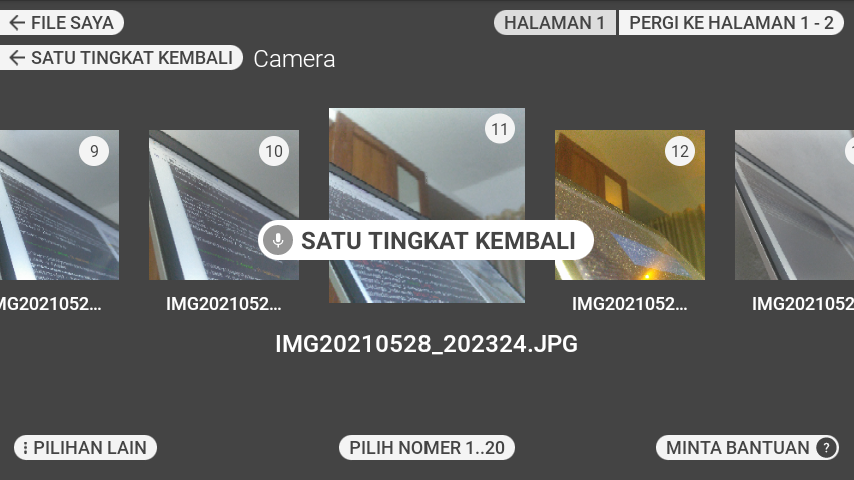 FILE SAYA
HALAMAN 1
PERGI KE HALAMAN 1 - 2
SATU TINGKAT KEMBALI
Camera
9
10
11
12
SATU TINGKAT KEMBALI
MG2021052...
IMG2021052...
IMG2021052...
IMG2021052
IMG20210528_202324.JPG
PILIHAN LAIN
PILIH NOMER 1..20
MINTA BANTUAN ?